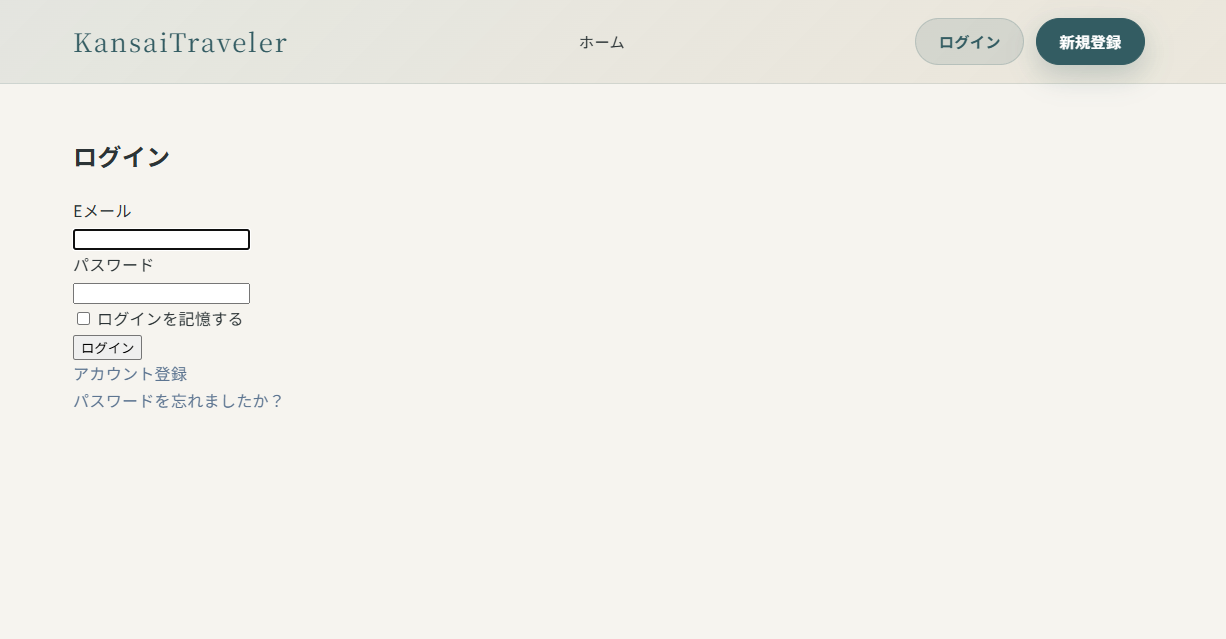 KansaiTraveler
ホーム
ログイン
新規登録
ログイン
Eメール
パスワード
ログインを記憶する
ログイン
アカウント登録
パスワードを忘れましたか？